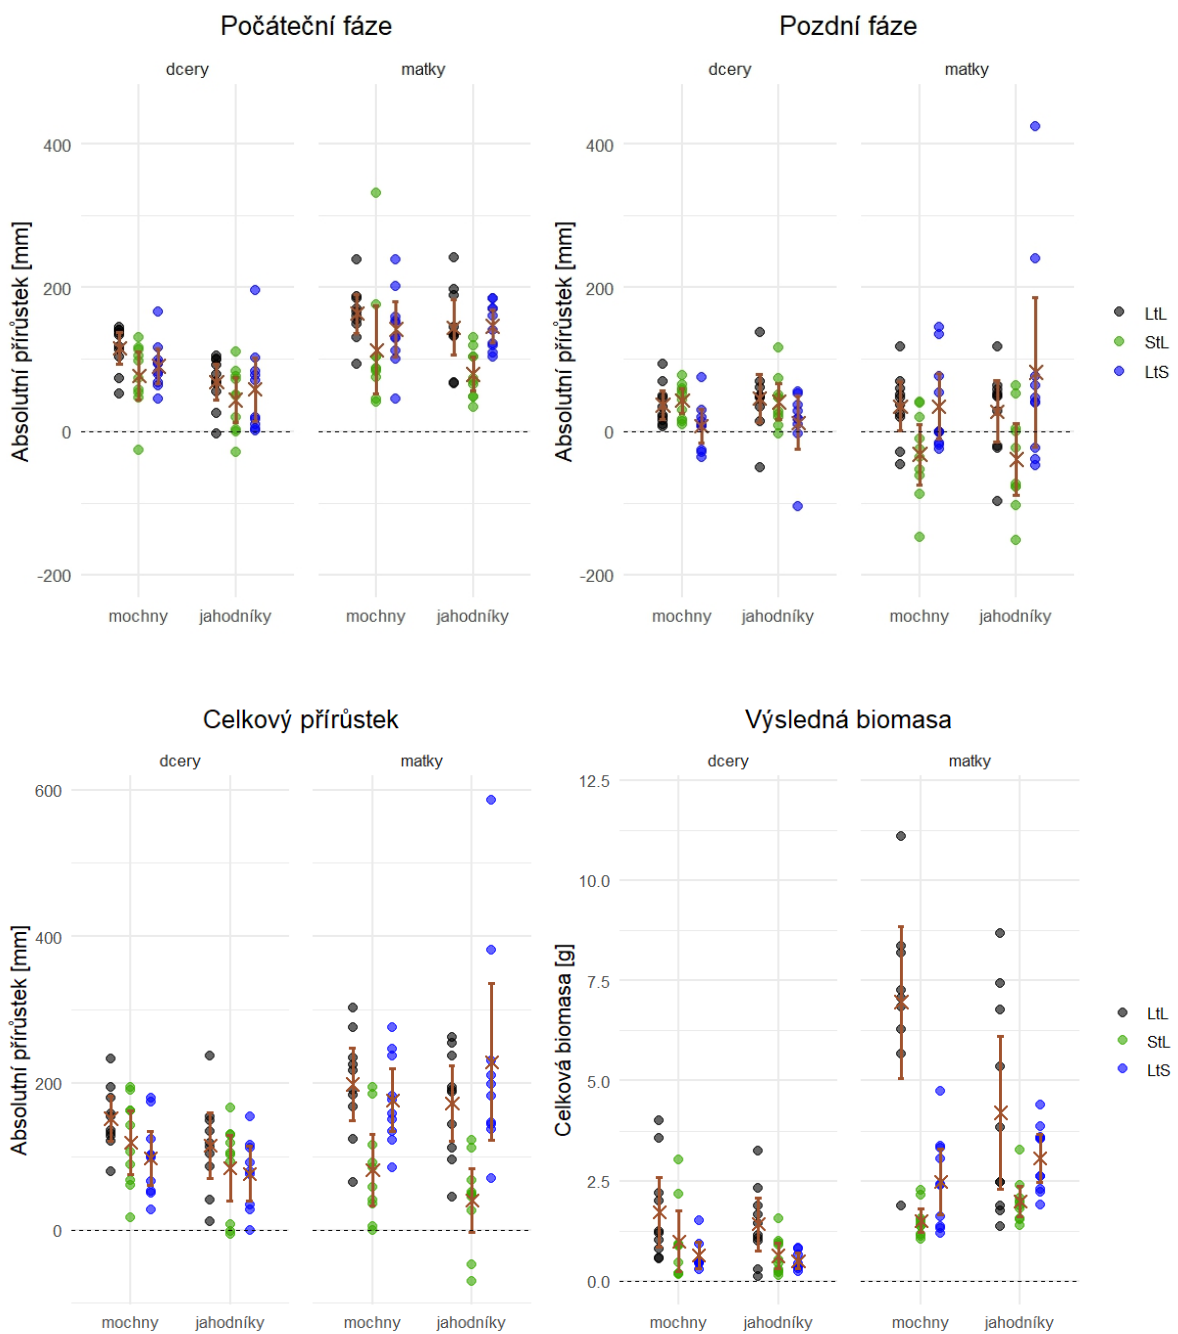 Počáteční fáze
dcery
matky
Absolutní přírůstek [mm]
400
200
0
-200
mochny
jahodníky
mochny
jahodníky
Pozdní fáze
dcery
matky
Absolutní přírůstek [mm]
400
200
0
-200
mochny
jahodníky
mochny
jahodníky
LtL
StL
LtS
Celkový přírůstek
dcery
matky
Absolutní přírůstek [mm]
600
400
200
0
mochny
jahodníky
mochny
jahodníky
Výsledná biomasa
dcery
matky
Celková biomasa [g]
12.5
10.0
7.5
5.0
2.5
0.0
mochny
jahodníky
mochny
jahodníky
LtL
StL
LtS